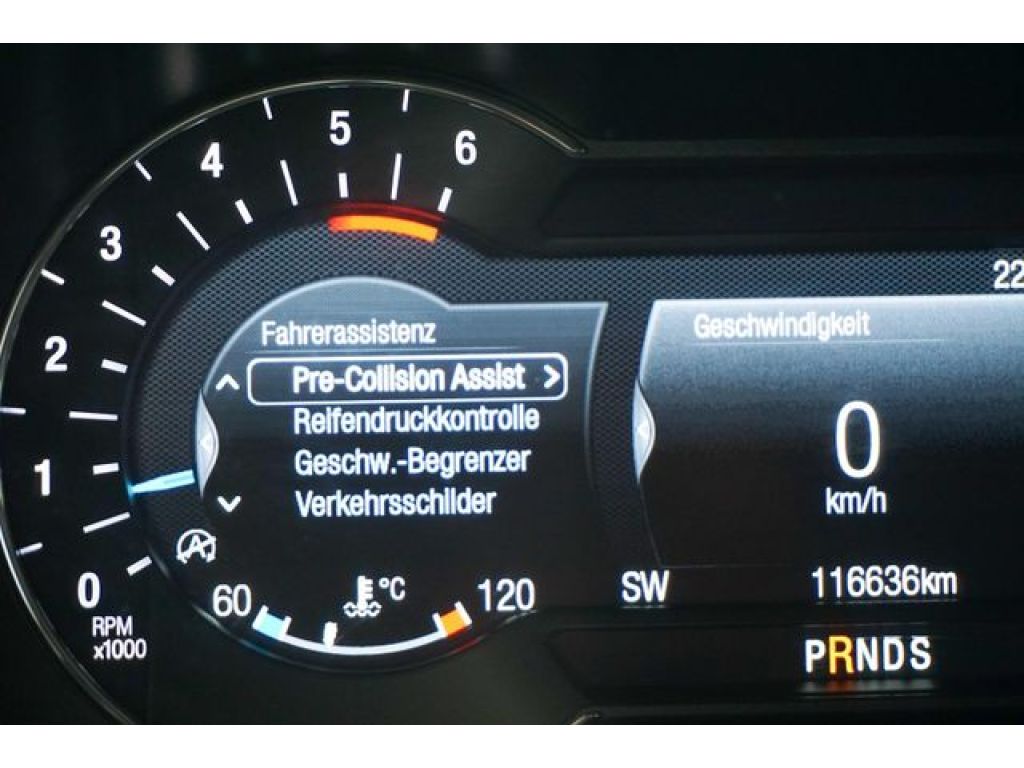 5
4
6
3
2
1
0
RPM
x1000
22
Fahrerassistenz
Pre-Collision Assist >
Reifendruckkontrolle
Geschw.-Begrenzer
Verkehrsschilder
Geschwindigkeit
0
km/h
A
60
°C
120
SW
116636km
PRNDS